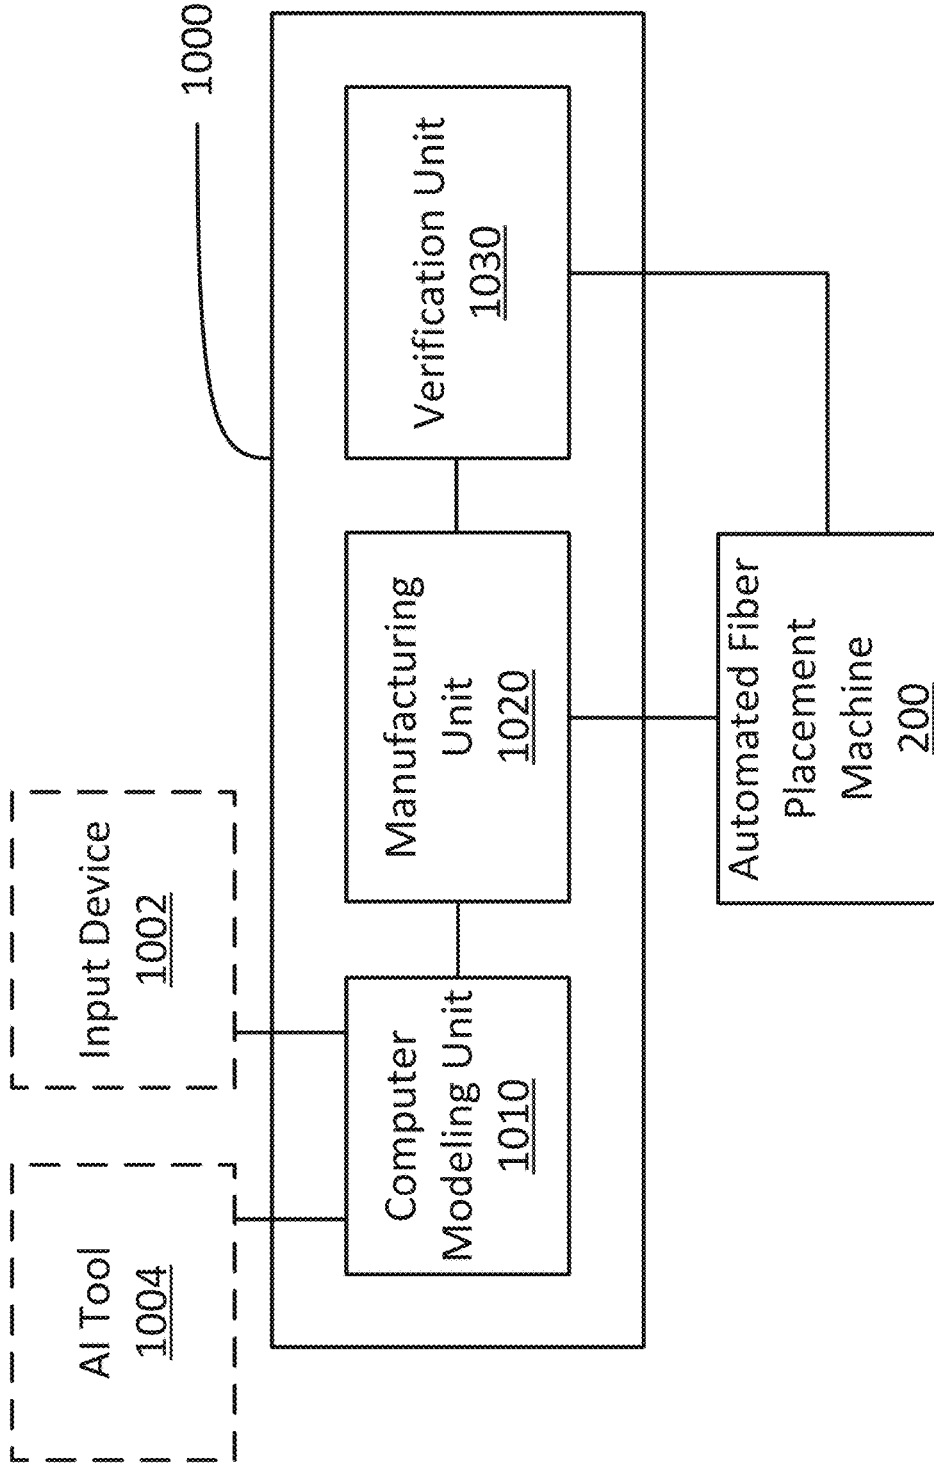 1000
AI Tool
1004
Input Device
1002
Computer
Modeling Unit
1010
Manufacturing
Unit
1020
Verification Unit
1030
Automated Fiber
Placement
Machine
200